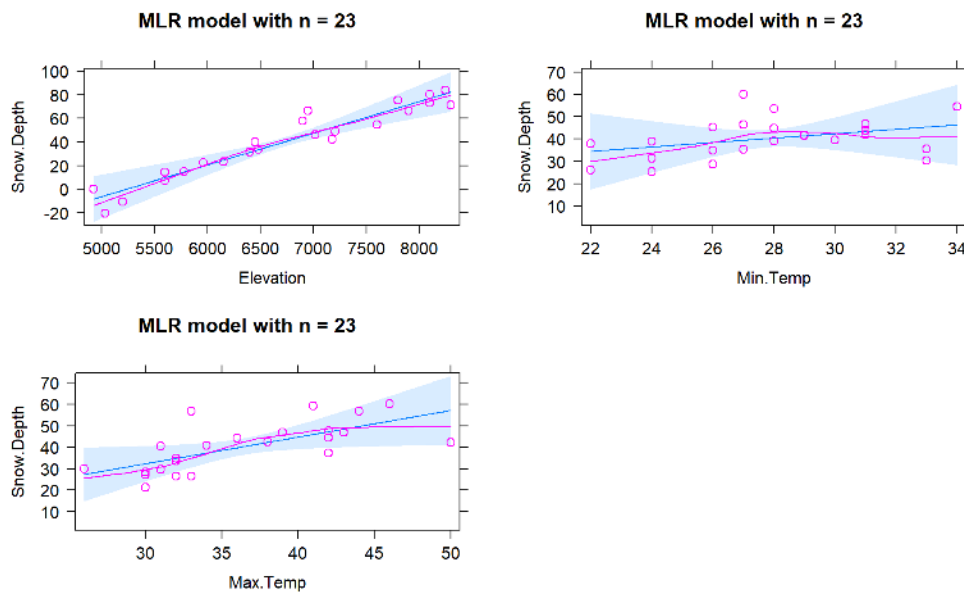 MLR model with n = 23
Snow.Depth
100
80
60
40
20
0
-20
5000 5500 6000 6500 7000 7500 8000
Elevation
MLR model with n = 23
Snow.Depth
70
60
50
40
30
20
10
22 24 26 28 30 32 34
Min.Temp
MLR model with n = 23
Snow.Depth
70
60
50
40
30
20
10
30 35 40 45 50
Max.Temp